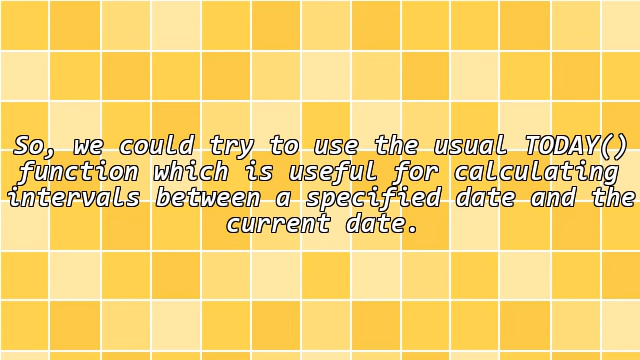 So, we could try to use the usual TODAY()
function which is useful for calculating
intervals between a specified date and the
current date.